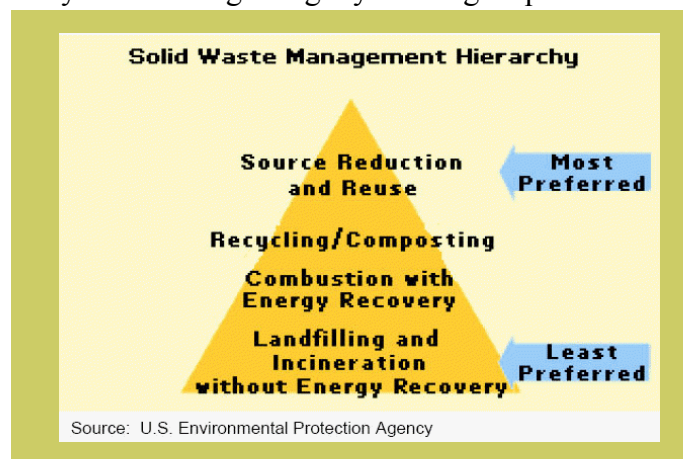 Solid Waste Management Hierarchy
Source Reduction
and Reuse
Most
Preferred
Recycling/Composting
Combustion with
Energy Recovery
Landfilling and
Incineration
without Energy Recovery
Least
Preferred
Source: U.S. Environmental Protection Agency